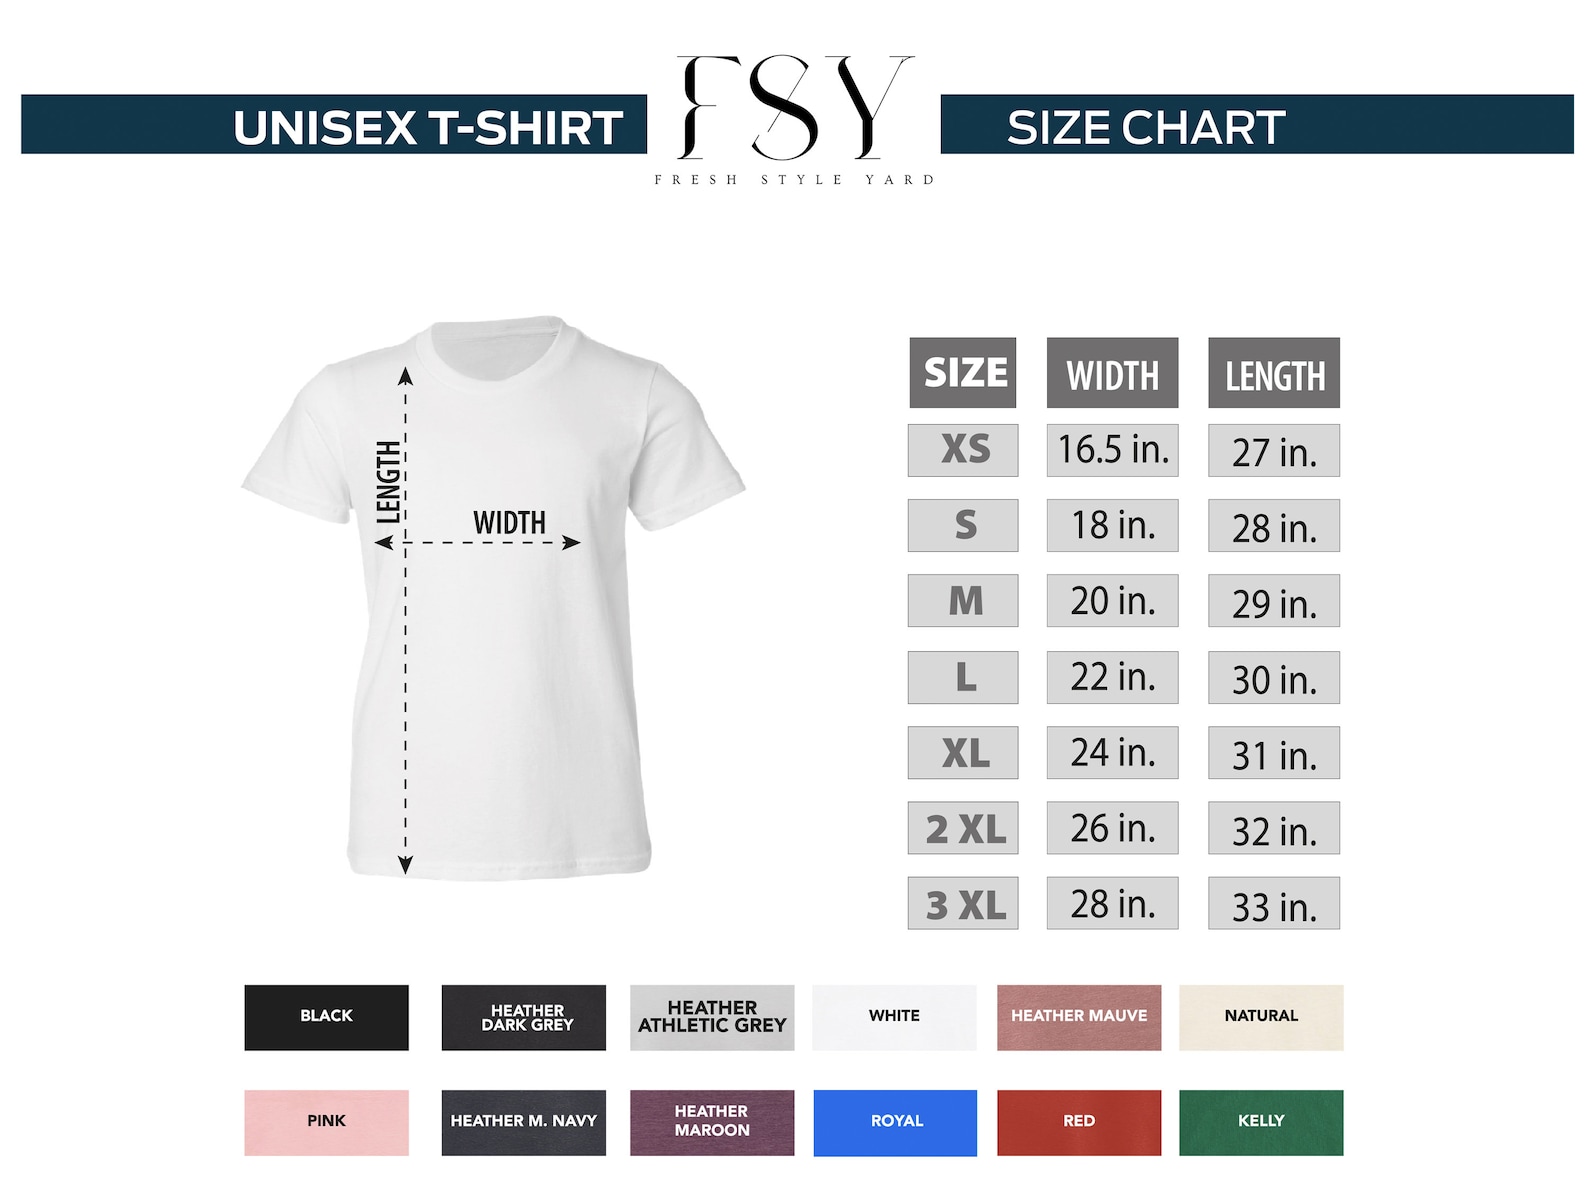 UNISEX T-SHIRT
FSY
FRESH STYLE YARD
SIZE CHART
LENGTH
WIDTH
SIZE WIDTH LENGTH
XS 16.5 in. 27 in.
S 18 in. 28 in.
M 20 in. 29 in.
L 22 in. 30 in.
XL 24 in. 31 in.
2 XL 26 in. 32 in.
3 XL 28 in. 33 in.
BLACK
HEATHER
DARK GREY
HEATHER
ATHLETIC GREY
WHITE
HEATHER MAUVE
NATURAL
PINK
HEATHER M. NAVY
HEATHER
MAROON
ROYAL
RED
KELLY